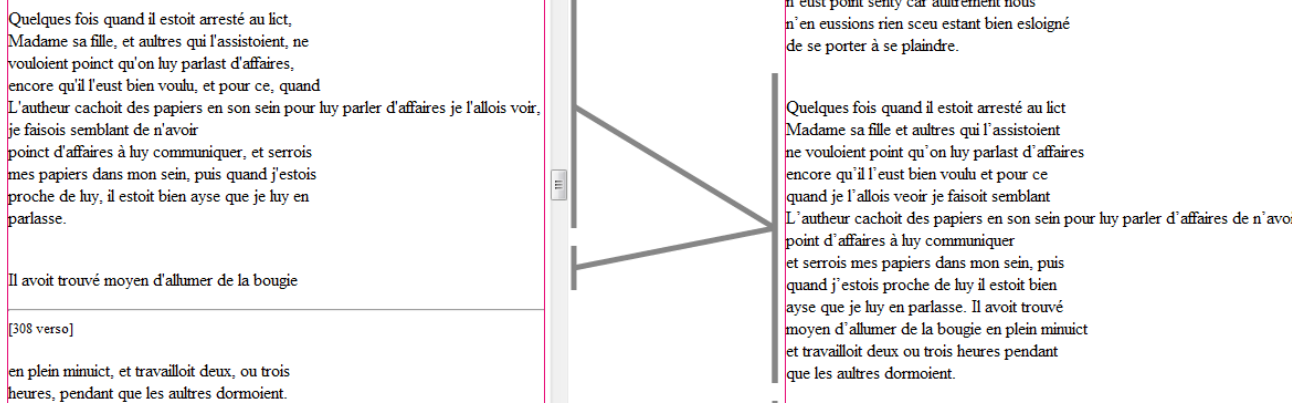 Quelques fois quand il estoit arresté au lict,
Madame sa fille, et aultres qui l'assistoient, ne
vouloient poinct qu'on luy parlast d'affaires,
encore qu'il l'eust bien voulu, et pour ce, quand
L'autheur cachoit des papiers en son sein pour luy parler d'affaires je l'allois voir,
je faisois semblant de n'avoir
poinct d'affaires à luy communiquer, et serrois
mes papiers dans mon sein, puis quand j'estois
proche de luy, il estoit bien ayse que je luy en
parlasse.
Il avoit trouvé moyen d'allumer de la bougie
[308 verso]
en plein minuict, et travailloit deux, ou trois
heures, pendant que les aultres dormoient.
n’eust point senty car aultrement nous
n’en eussions rien sceu estant bien esloigné
de se porter à se plaindre.
Quelques fois quand il estoit arresté au lict
Madame sa fille et aultres qui l’assistoient
ne vouloient point qu’on luy parlast d’affaires
encore qu’il l’eust bien voulu et pour ce
quand je l’allois veoir je faisoit semblant
L’autheur cachoit des papiers en son sein pour luy parler d’affaires de n’avoi
point d’affaires à luy communiquer
et serrois mes papiers dans mon sein, puis
quand j’estois proche de luy il estoit bien
ayse que je luy en parlasse. Il avoit trouvé
moyen d’allumer de la bougie en plein minuict
et travailloit deux ou trois heures pendant
que les aultres dormoient.